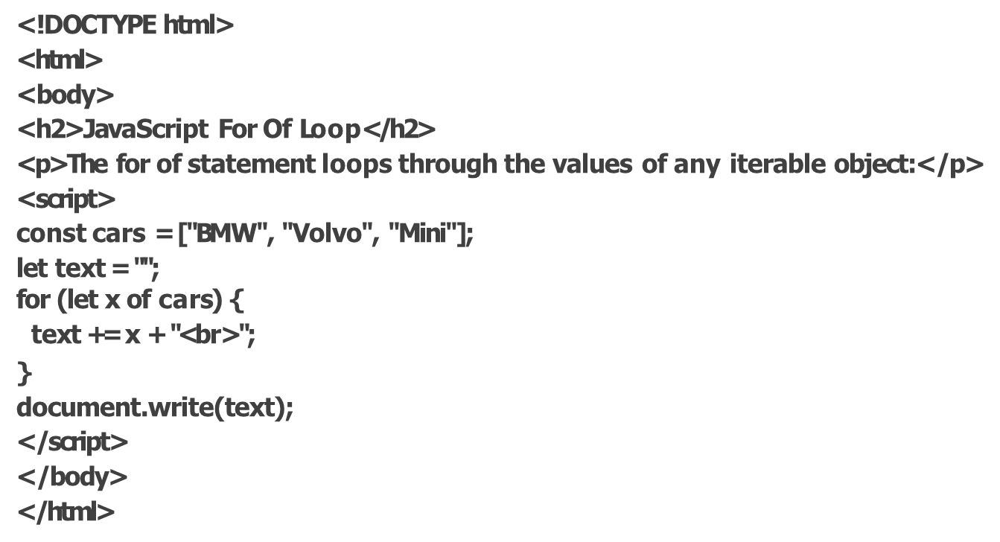 <!DOCTYPE html>
<html>
<body>
<h2>JavaScript For Of Loop</h2>
<p>The for of statement loops through the values of any iterable object:</p>
<script>
const cars = ["BMW", "Volvo", "Mini"];
let text = "";
for (let x of cars) {
  text += x + "<br>";
}
document.write(text);
</script>
</body>
</html>